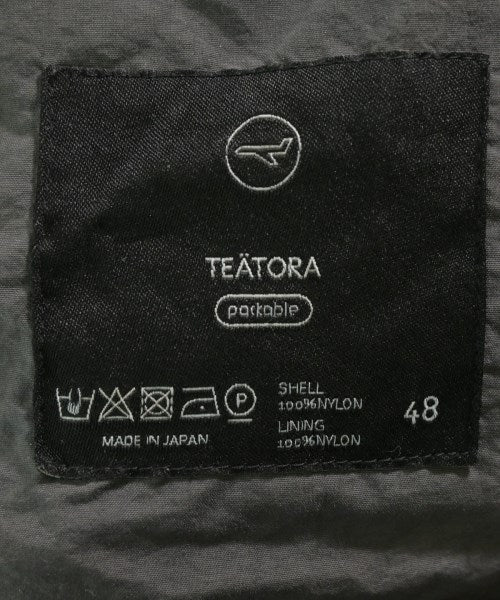 TEÄTORA
packable
P
MADE IN JAPAN
SHELL
100%NYLON
LINING
100%NYLON
48